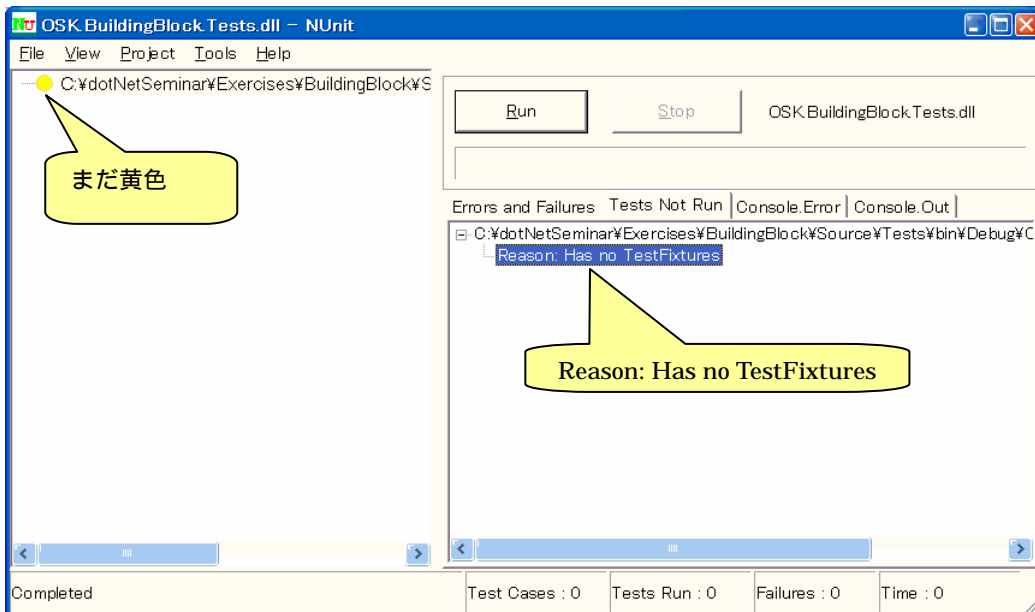 NU OSK.BuildingBlock.Tests.dll - NUnit
File View Project Tools Help
C:¥dotNetSeminar¥Exercises¥BuildingBlock¥S
まだ黄色
Run Stop OSK.BuildingBlock.Tests.dll
Errors and Failures Tests Not Run Console.Error Console.Out
C:¥dotNetSeminar¥Exercises¥BuildingBlock¥Source¥Tests¥bin¥Debug¥O
Reason: Has no TestFixtures
Reason: Has no TestFixtures
Completed Test Cases : 0 Tests Run : 0 Failures : 0 Time : 0